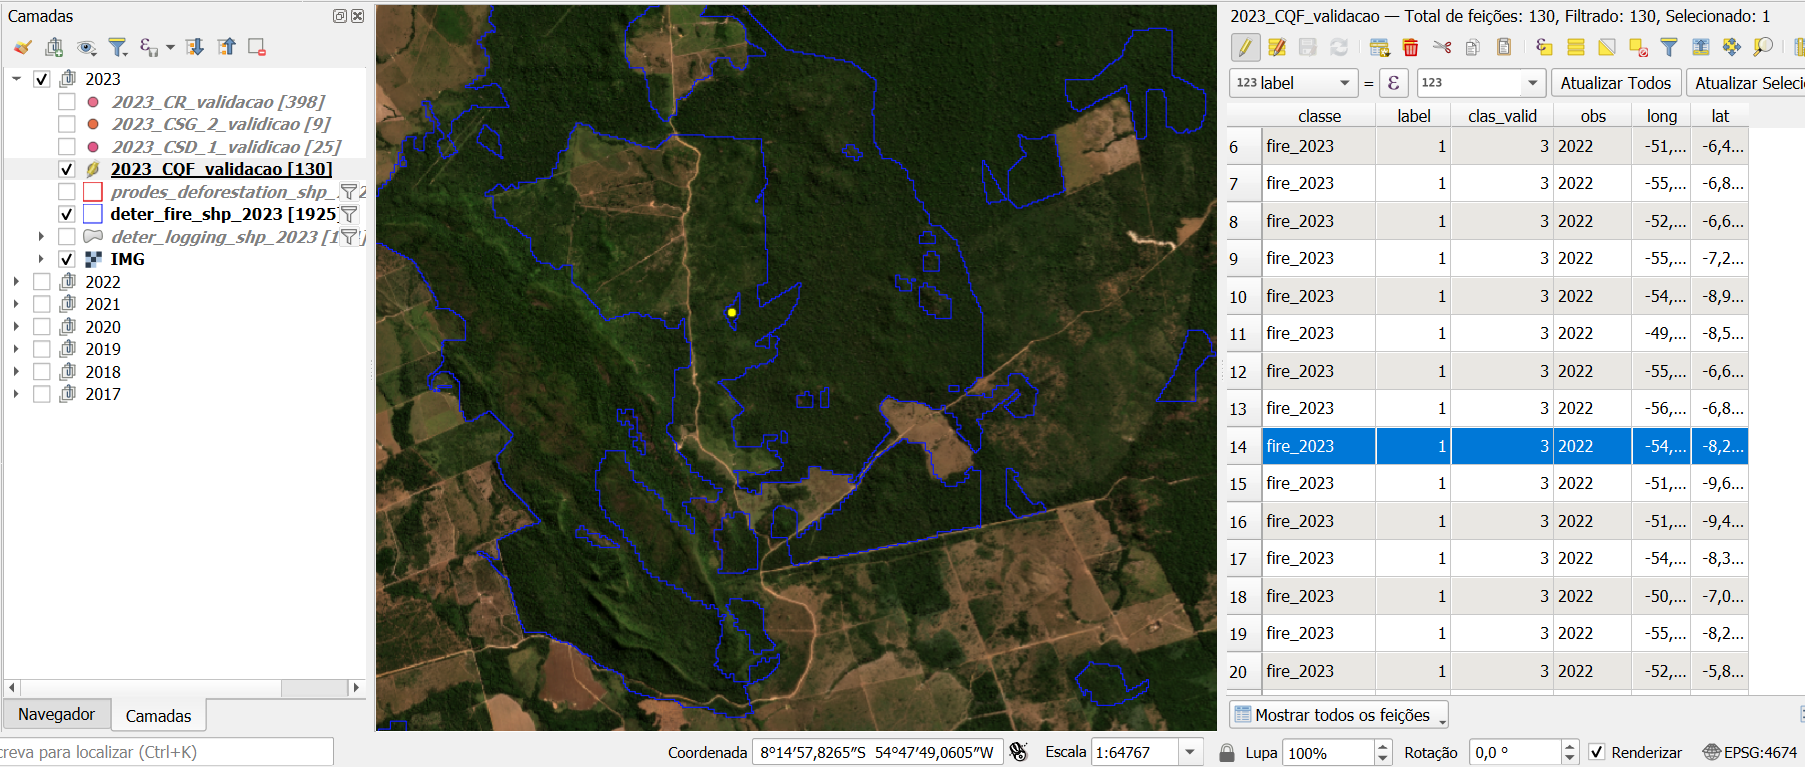 Camadas
2023
2023_CR_validacao [398]
2023_CSG_2_validicao [9]
2023_CSD_1_validacao [25]
2023_CQF_validacao [130]
prodes_deforestation_shp_
deter_fire_shp_2023 [1925]
deter_logging_shp_2023 [1
IMG
2022
2021
2020
2019
2018
2017
Navegador
Camadas
creva para localizar (Ctrl+K)
2023_CQF_validacao — Total de feições: 130, Filtrado: 130, Selecionado: 1
123 label = ε 123 Atualizar Todos Atualizar Seleci
classe label clas_valid obs long lat
6 fire_2023 1 3 2022 -51,... -6,4...
7 fire_2023 1 3 2022 -55,... -6,8...
8 fire_2023 1 3 2022 -52,... -6,6...
9 fire_2023 1 3 2022 -55,... -7,2...
10 fire_2023 1 3 2022 -54,... -8,9...
11 fire_2023 1 3 2022 -49,... -8,5...
12 fire_2023 1 3 2022 -55,... -6,6...
13 fire_2023 1 3 2022 -56,... -6,8...
14 fire_2023 1 3 2022 -54,... -8,2...
15 fire_2023 1 3 2022 -51,... -9,6...
16 fire_2023 1 3 2022 -51,... -9,4...
17 fire_2023 1 3 2022 -54,... -8,3...
18 fire_2023 1 3 2022 -50,... -7,0...
19 fire_2023 1 3 2022 -55,... -8,2...
20 fire_2023 1 3 2022 -52,... -5,8...
Mostrar todos os feições
Coordenada 8°14′57,8265″S 54°47′49,0605″W Escala 1:64767 Lupa 100% Rotação 0,0 ° Renderizar EPSG:4674